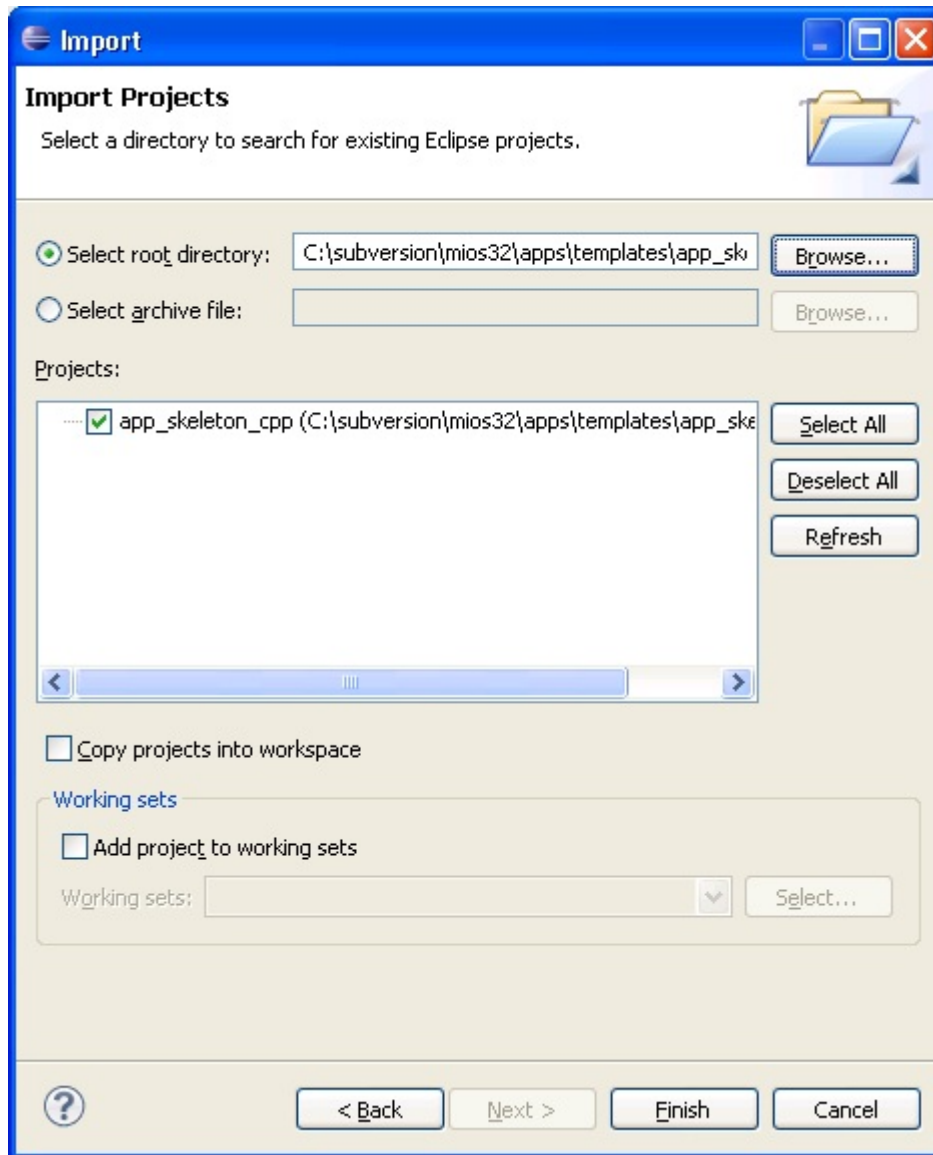 Import
Import Projects
Select a directory to search for existing Eclipse projects.
Select root directory: C:\subversion\mios32\apps\templates\app_sk Browse...
Select archive file: Browse...
Projects:
app_skeleton_cpp (C:\subversion\mios32\apps\templates\app_ske Select All
Deselect All
Refresh
Copy projects into workspace
Working sets
Add project to working sets
Working sets: Select...
? < Back Next > Finish Cancel